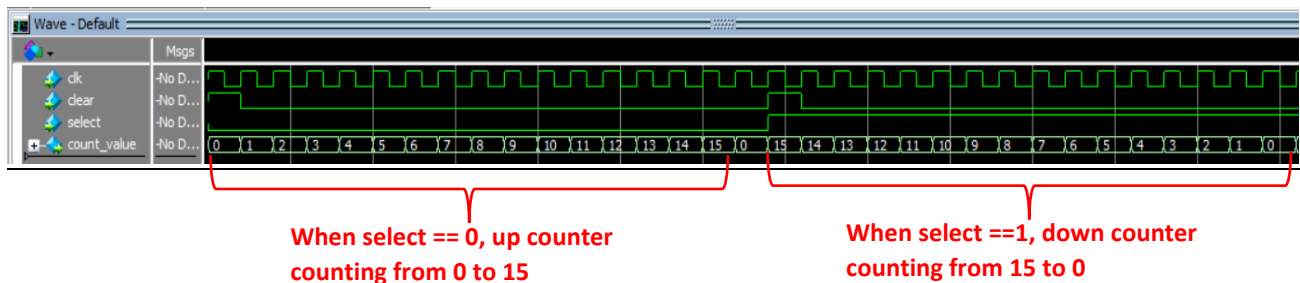 Wave - Default
Msgs
clk -No D...
clear -No D...
select -No D...
count_value -No D... 0 1 2 3 4 5 6 7 8 9 10 11 12 13 14 15 0 15 14 13 12 11 10 9 8 7 6 5 4 3 2 1 0
When select == 0, up counter
counting from 0 to 15
When select ==1, down counter
counting from 15 to 0